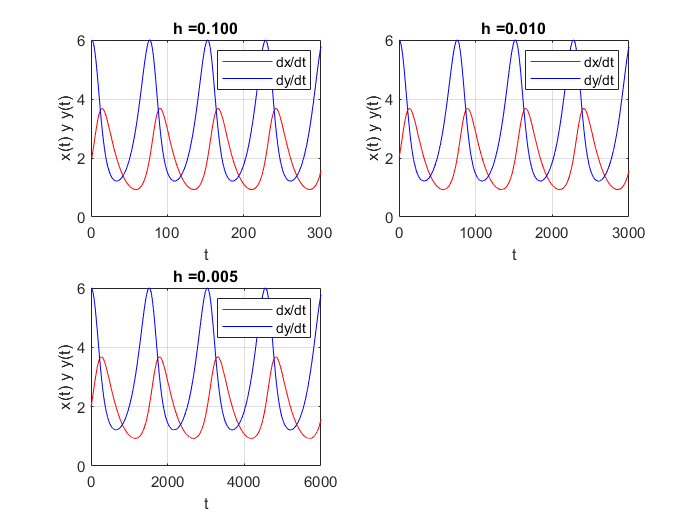 h =0.100
6
4
2
0
x(t) y y(t)
dx/dt
dy/dt
0 100 200 300
t
h =0.010
6
4
2
0
x(t) y y(t)
dx/dt
dy/dt
0 1000 2000 3000
t
h =0.005
6
4
2
0
x(t) y y(t)
dx/dt
dy/dt
0 2000 4000 6000
t